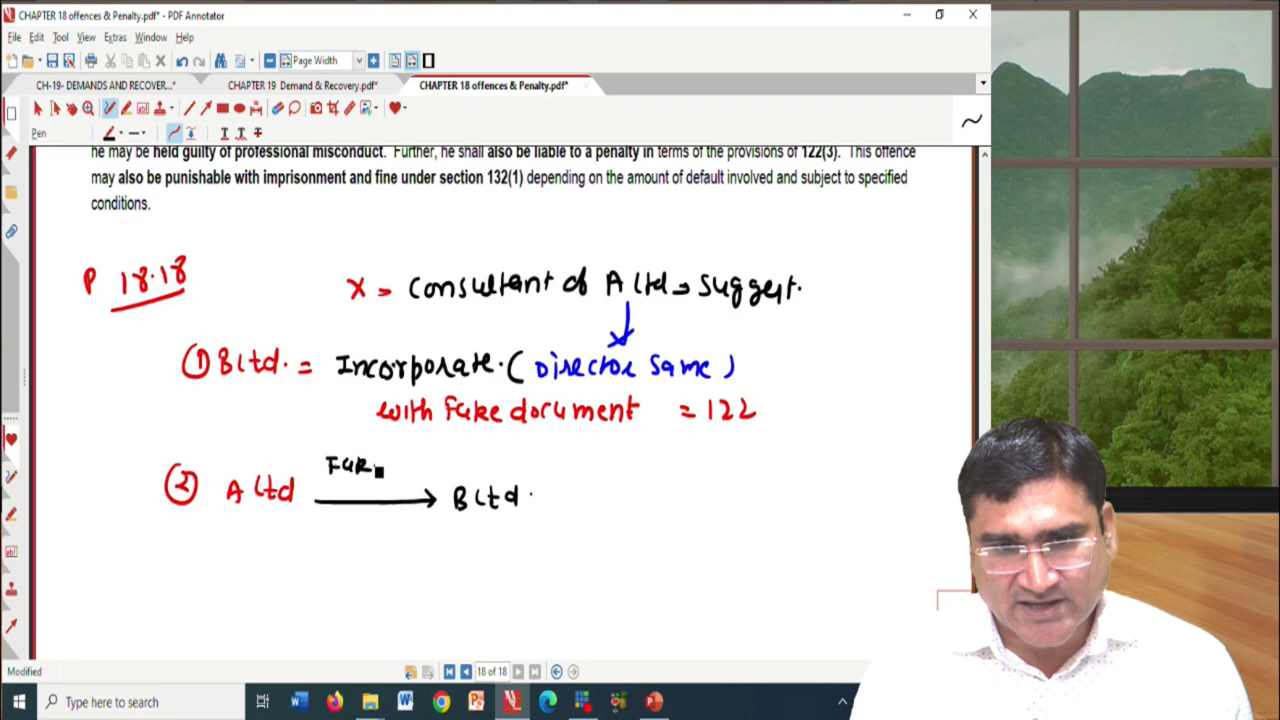 CHAPTER 18 offences & Penalty.pdf* - PDF Annotator
File Edit Tool View Extras Window Help
Page Width
CH-19- DEMANDS AND RECOVER...* CHAPTER 19 Demand & Recovery.pdf* CHAPTER 18 offences & Penalty.pdf*
Pen
he may be held guilty of professional misconduct. Further, he shall also be liable to a penalty in terms of the provisions of 122(3). This offence
may also be punishable with imprisonment and fine under section 132(1) depending on the amount of default involved and subject to specified
conditions.
P 18.18 X = Consultant of A Ltd = Suggest.
① B Ltd. = Incorporate. (Director Same)
with Fake document = 122
② A Ltd B Ltd.
Modified 18 of 18
Type here to search